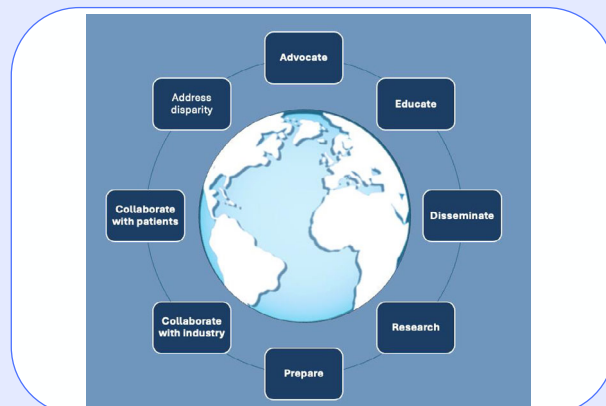 Advocate
Educate
Disseminate
Research
Prepare
Collaborate
with industry
Collaborate
with patients
Address
disparity